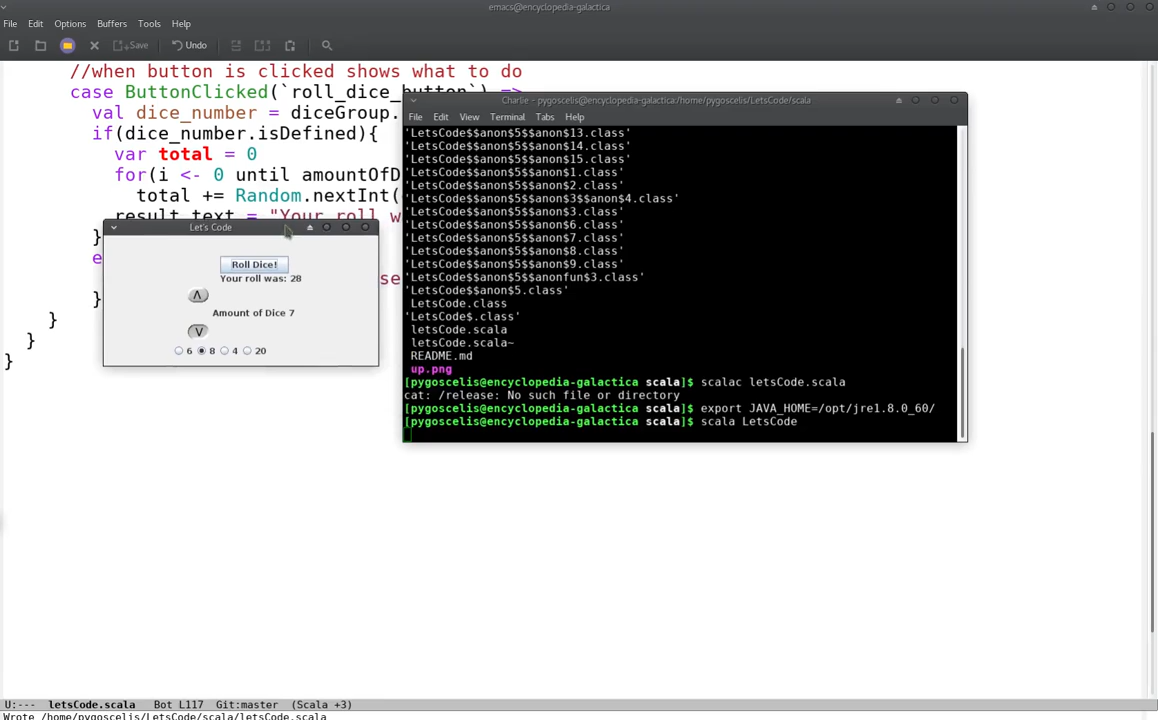 emacs@encyclopedia-galactica
File Edit Options Buffers Tools Help
Save Undo
//when button is clicked shows what to do
case ButtonClicked(`roll_dice_button`) =>
val dice_number = diceGroup.
if(dice_number.isDefined){
var total = 0
for(i <- 0 until amountOfD
total += Random.nextInt(
result.text = "Your roll w
}
e
se
}
}
}
}
Let's Code
Roll Dice!
Your roll was: 28
Λ
Amount of Dice 7
V
6 8 4 20
Charlie - pygoscelis@encyclopedia-galactica:/home/pygoscelis/LetsCode/scala
File Edit View Terminal Tabs Help
'LetsCode$$anon$5$$anon$13.class'
'LetsCode$$anon$5$$anon$14.class'
'LetsCode$$anon$5$$anon$15.class'
'LetsCode$$anon$5$$anon$1.class'
'LetsCode$$anon$5$$anon$2.class'
'LetsCode$$anon$5$$anon$3$$anon$4.class'
'LetsCode$$anon$5$$anon$3.class'
'LetsCode$$anon$5$$anon$6.class'
'LetsCode$$anon$5$$anon$7.class'
'LetsCode$$anon$5$$anon$8.class'
'LetsCode$$anon$5$$anon$9.class'
'LetsCode$$anon$5$$anonfun$3.class'
'LetsCode$$anon$5.class'
LetsCode.class
'LetsCode$.class'
letsCode.scala
letsCode.scala~
README.md
up.png
[pygoscelis@encyclopedia-galactica scala]$ scalac letsCode.scala
cat: /release: No such file or directory
[pygoscelis@encyclopedia-galactica scala]$ export JAVA_HOME=/opt/jre1.8.0_60/
[pygoscelis@encyclopedia-galactica scala]$ scala LetsCode
U:--- letsCode.scala Bot L117 Git:master (Scala +3)
Wrote /home/pygoscelis/LetsCode/scala/letsCode.scala